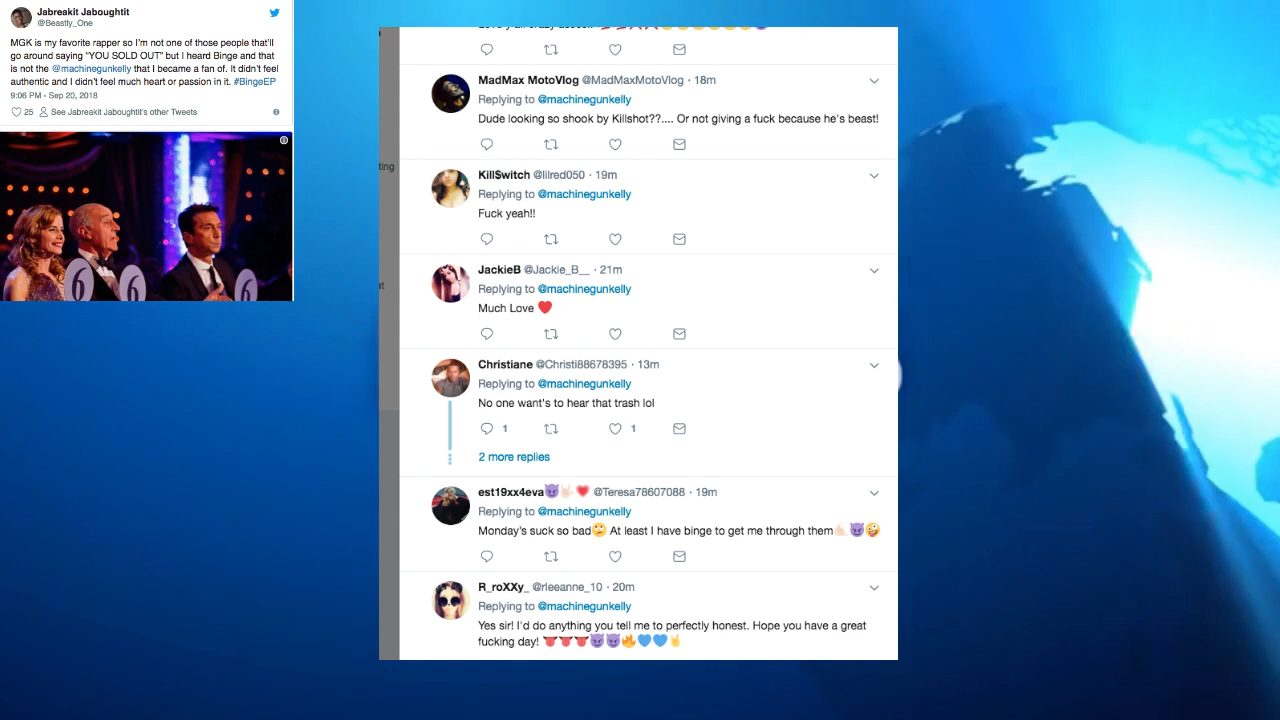 Jabreakit Jaboughtit
@Beastly_One
MGK is my favorite rapper so I'm not one of those people that'll
go around saying "YOU SOLD OUT" but I heard Binge and that
is not the @machinegunkelly that I became a fan of. It didn't feel
authentic and I didn't feel much heart or passion in it. #BingeEP
9:06 PM - Sep 20, 2018
25 See Jabreakit Jaboughtit's other Tweets
6 6 6
MadMax MotoVlog @MadMaxMotoVlog · 18m
Replying to @machinegunkelly
Dude looking so shook by Killshot??.... Or not giving a fuck because he's beast!
ting
Kill$witch @lilred050 · 19m
Replying to @machinegunkelly
Fuck yeah!!
JackieB @Jackie_B__ · 21m
Replying to @machinegunkelly
Much Love ❤️
Christiane @Christi88678395 · 13m
Replying to @machinegunkelly
No one want's to hear that trash lol
1 1
2 more replies
est19xx4eva😈🤘🏻❤️ @Teresa78607088 · 19m
Replying to @machinegunkelly
Monday's suck so bad🙄 At least I have binge to get me through them🤙🏻😈🤪
R_roXXy_ @rleeanne_10 · 20m
Replying to @machinegunkelly
Yes sir! I'd do anything you tell me to perfectly honest. Hope you have a great
fucking day! 👅👅👅😈😈🔥💙💙🤘